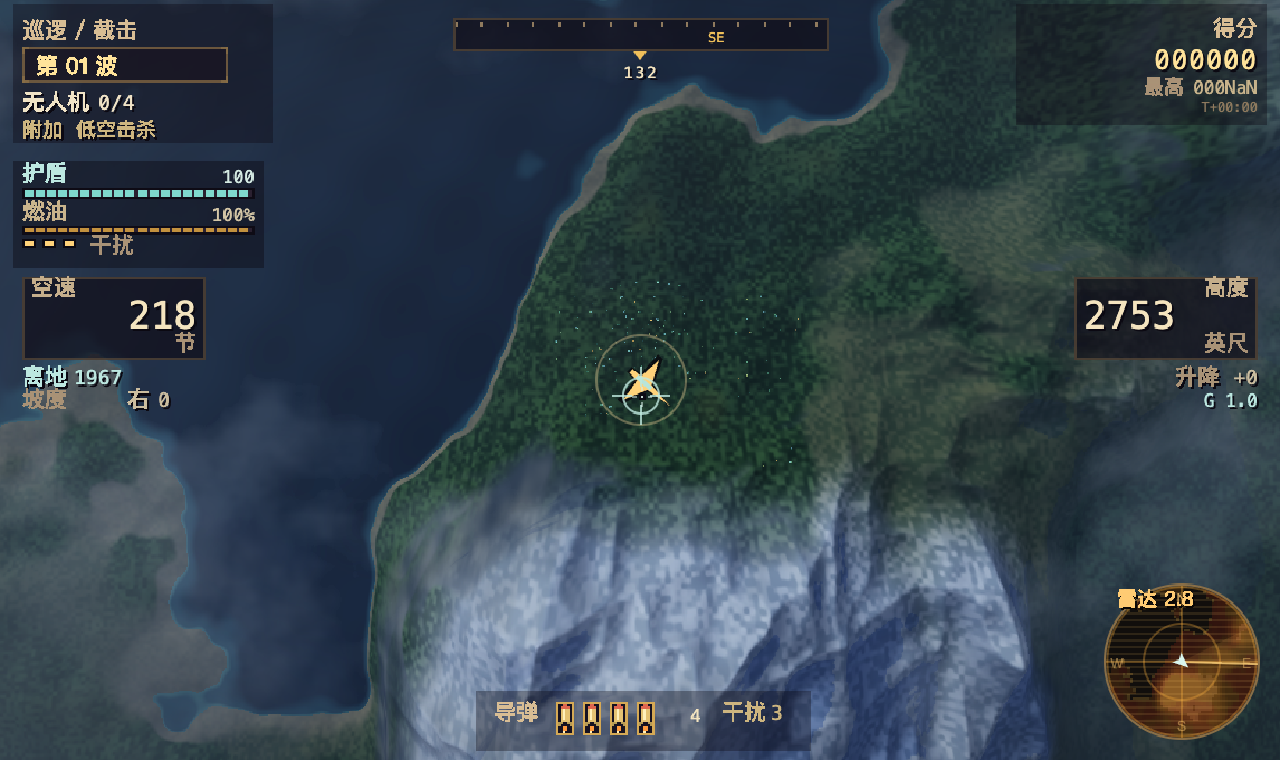 巡逻 / 截击
第 01 波
无人机 0/4
附加 低空击杀
护盾 100
燃油 100%
干扰
空速
218
节
离地 1967
坡度 右 0
SE
132
得分
000000
最高 000NaN
T+00:00
高度
2753
英尺
升降 +0
G 1.0
雷达 2.8
W E
S
导弹 4 干扰 3